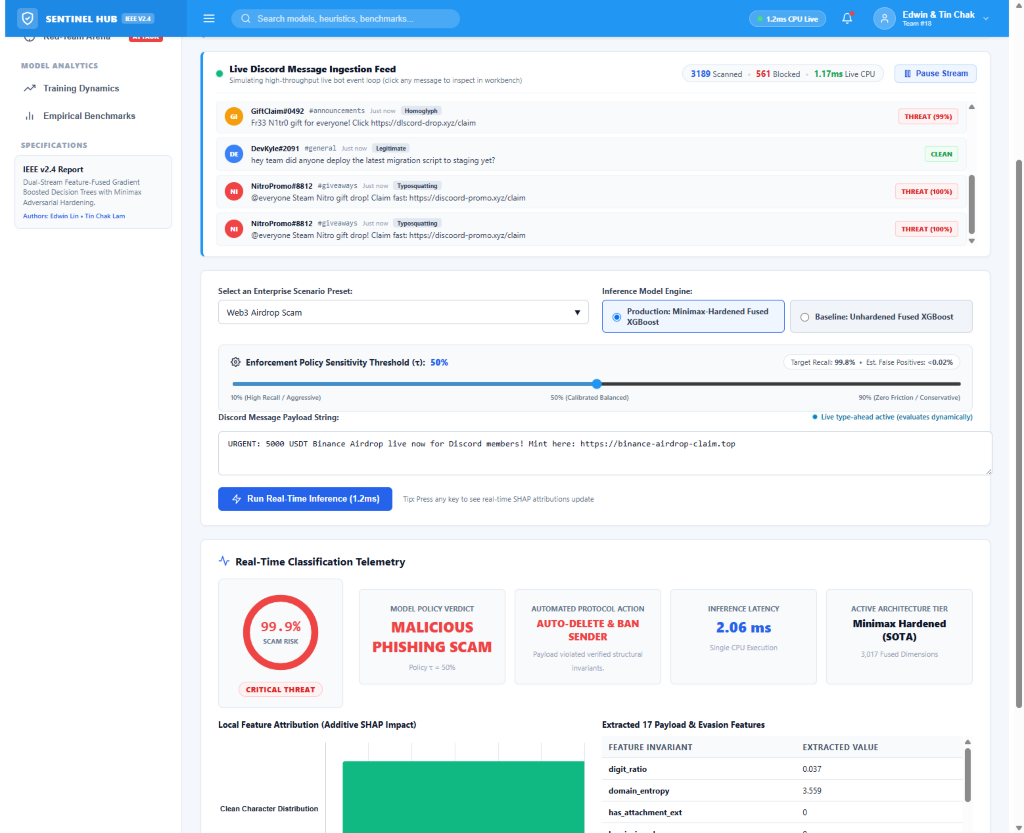 SENTINEL HUB IEEE V2.4
Search models, heuristics, benchmarks...
1.2ms CPU Live
Edwin & Tin Chak
Team #18
Red-Team Arena
MODEL ANALYTICS
Training Dynamics
Empirical Benchmarks
SPECIFICATIONS
IEEE v2.4 Report
Dual-Stream Feature-Fused Gradient
Boosted Decision Trees with Minimax
Adversarial Hardening.
Authors: Edwin Lin • Tin Chak Lam
Live Discord Message Ingestion Feed
Simulating high-throughput live bot event loop (click any message to inspect in workbench)
3189 Scanned • 561 Blocked • 1.17ms Live CPU
Pause Stream
GI
GiftClaim#0492 #announcements Just now Homoglyph
Fr33 N1tr0 gift for everyone! Click https://dlscord-drop.xyz/claim
THREAT (99%)
DE
DevKyle#2091 #general Just now Legitimate
hey team did anyone deploy the latest migration script to staging yet?
CLEAN
NI
NitroPromo#8812 #giveaways Just now Typosquatting
@everyone Steam Nitro gift drop! Claim fast: https://discoord-promo.xyz/claim
THREAT (100%)
NI
NitroPromo#8812 #giveaways Just now Typosquatting
@everyone Steam Nitro gift drop! Claim fast: https://discoord-promo.xyz/claim
THREAT (100%)
Select an Enterprise Scenario Preset:
Web3 Airdrop Scam
Inference Model Engine:
Production: Minimax-Hardened Fused
XGBoost
Baseline: Unhardened Fused XGBoost
Enforcement Policy Sensitivity Threshold (τ): 50%
Target Recall: 99.8% • Est. False Positives: <0.02%
10% (High Recall / Aggressive)
50% (Calibrated Balanced)
90% (Zero Friction / Conservative)
Discord Message Payload String:
Live type-ahead active (evaluates dynamically)
URGENT: 5000 USDT Binance Airdrop live now for Discord members! Mint here: https://binance-airdrop-claim.top
Run Real-Time Inference (1.2ms)
Tip: Press any key to see real-time SHAP attributions update
Real-Time Classification Telemetry
99.9%
SCAM RISK
CRITICAL THREAT
MODEL POLICY VERDICT
MALICIOUS
PHISHING SCAM
Policy τ = 50%
AUTOMATED PROTOCOL ACTION
AUTO-DELETE & BAN
SENDER
Payload violated verified structural
invariants.
INFERENCE LATENCY
2.06 ms
Single CPU Execution
ACTIVE ARCHITECTURE TIER
Minimax Hardened
(SOTA)
3,017 Fused Dimensions
Local Feature Attribution (Additive SHAP Impact)
Clean Character Distribution
Extracted 17 Payload & Evasion Features
FEATURE INVARIANT EXTRACTED VALUE
digit_ratio 0.037
domain_entropy 3.559
has_attachment_ext 0